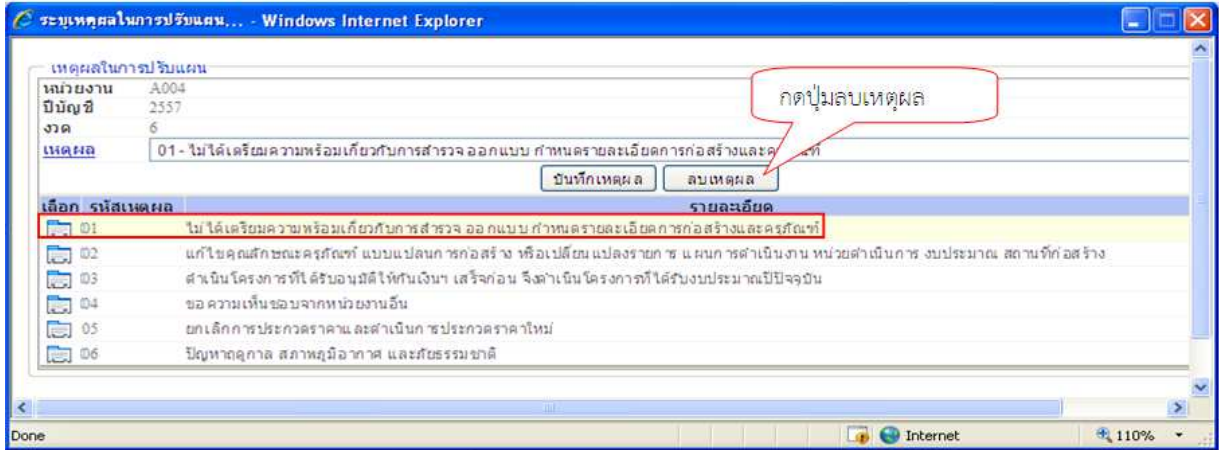 ระบุเหตุผลในการปรับแผน... - Windows Internet Explorer
เหตุผลในการปรับแผน
หน่วยงาน A004
ปีบัญชี 2557
งวด 6
เหตุผล 01 - ไม่ได้เตรียมความพร้อมเกี่ยวกับการสำรวจ ออกแบบ กำหนดรายละเอียดการก่อสร้างและ
กดปุ่มลบเหตุผล
บันทึกเหตุผล ลบเหตุผล
เลือก รหัสเหตุผล รายละเอียด
01 ไม่ได้เตรียมความพร้อมเกี่ยวกับการสำรวจ ออกแบบ กำหนดรายละเอียดการก่อสร้างและครุภัณฑ์
02 แก้ไขคุณลักษณะครุภัณฑ์ แบบแปลนการก่อสร้าง หรือเปลี่ยนแปลงรายการ แผนการดำเนินงาน หน่วยดำเนินการ งบประมาณ สถานที่ก่อสร้าง
03 ดำเนินโครงการที่ได้รับอนุมัติให้กันเงินฯ เสร็จก่อน จึงดำเนินโครงการที่ได้รับงบประมาณปีปัจจุบัน
04 ขอความเห็นชอบจากหน่วยงานอื่น
05 ยกเลิกการประกวดราคาและดำเนินการประกวดราคาใหม่
06 ปัญหาฤดูกาล สภาพภูมิอากาศ และภัยธรรมชาติ
Done Internet 110%